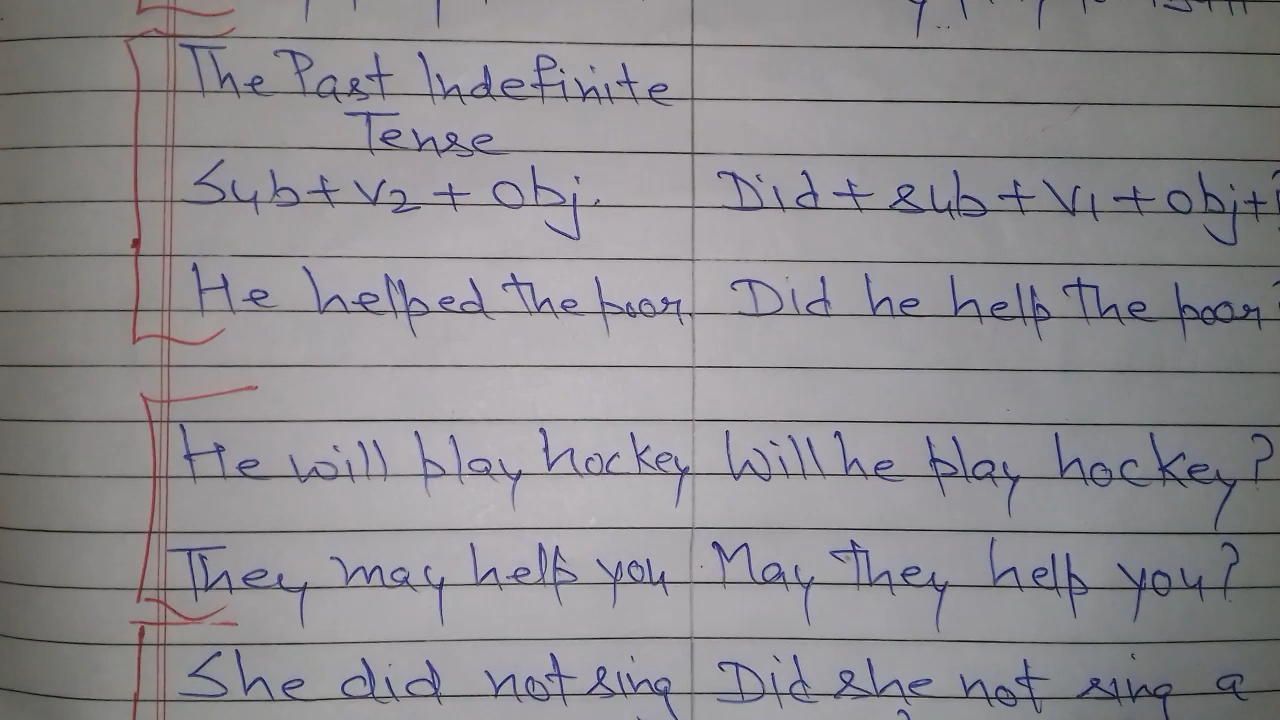 The Past Indefinite
Tense
Sub + V2 + Obj. Did + sub + V1 + obj + ?
He helped the poor. Did he help the poor?
He will play hockey Will he play hockey?
They may help you. May they help you?
She did not sing Did she not sing a